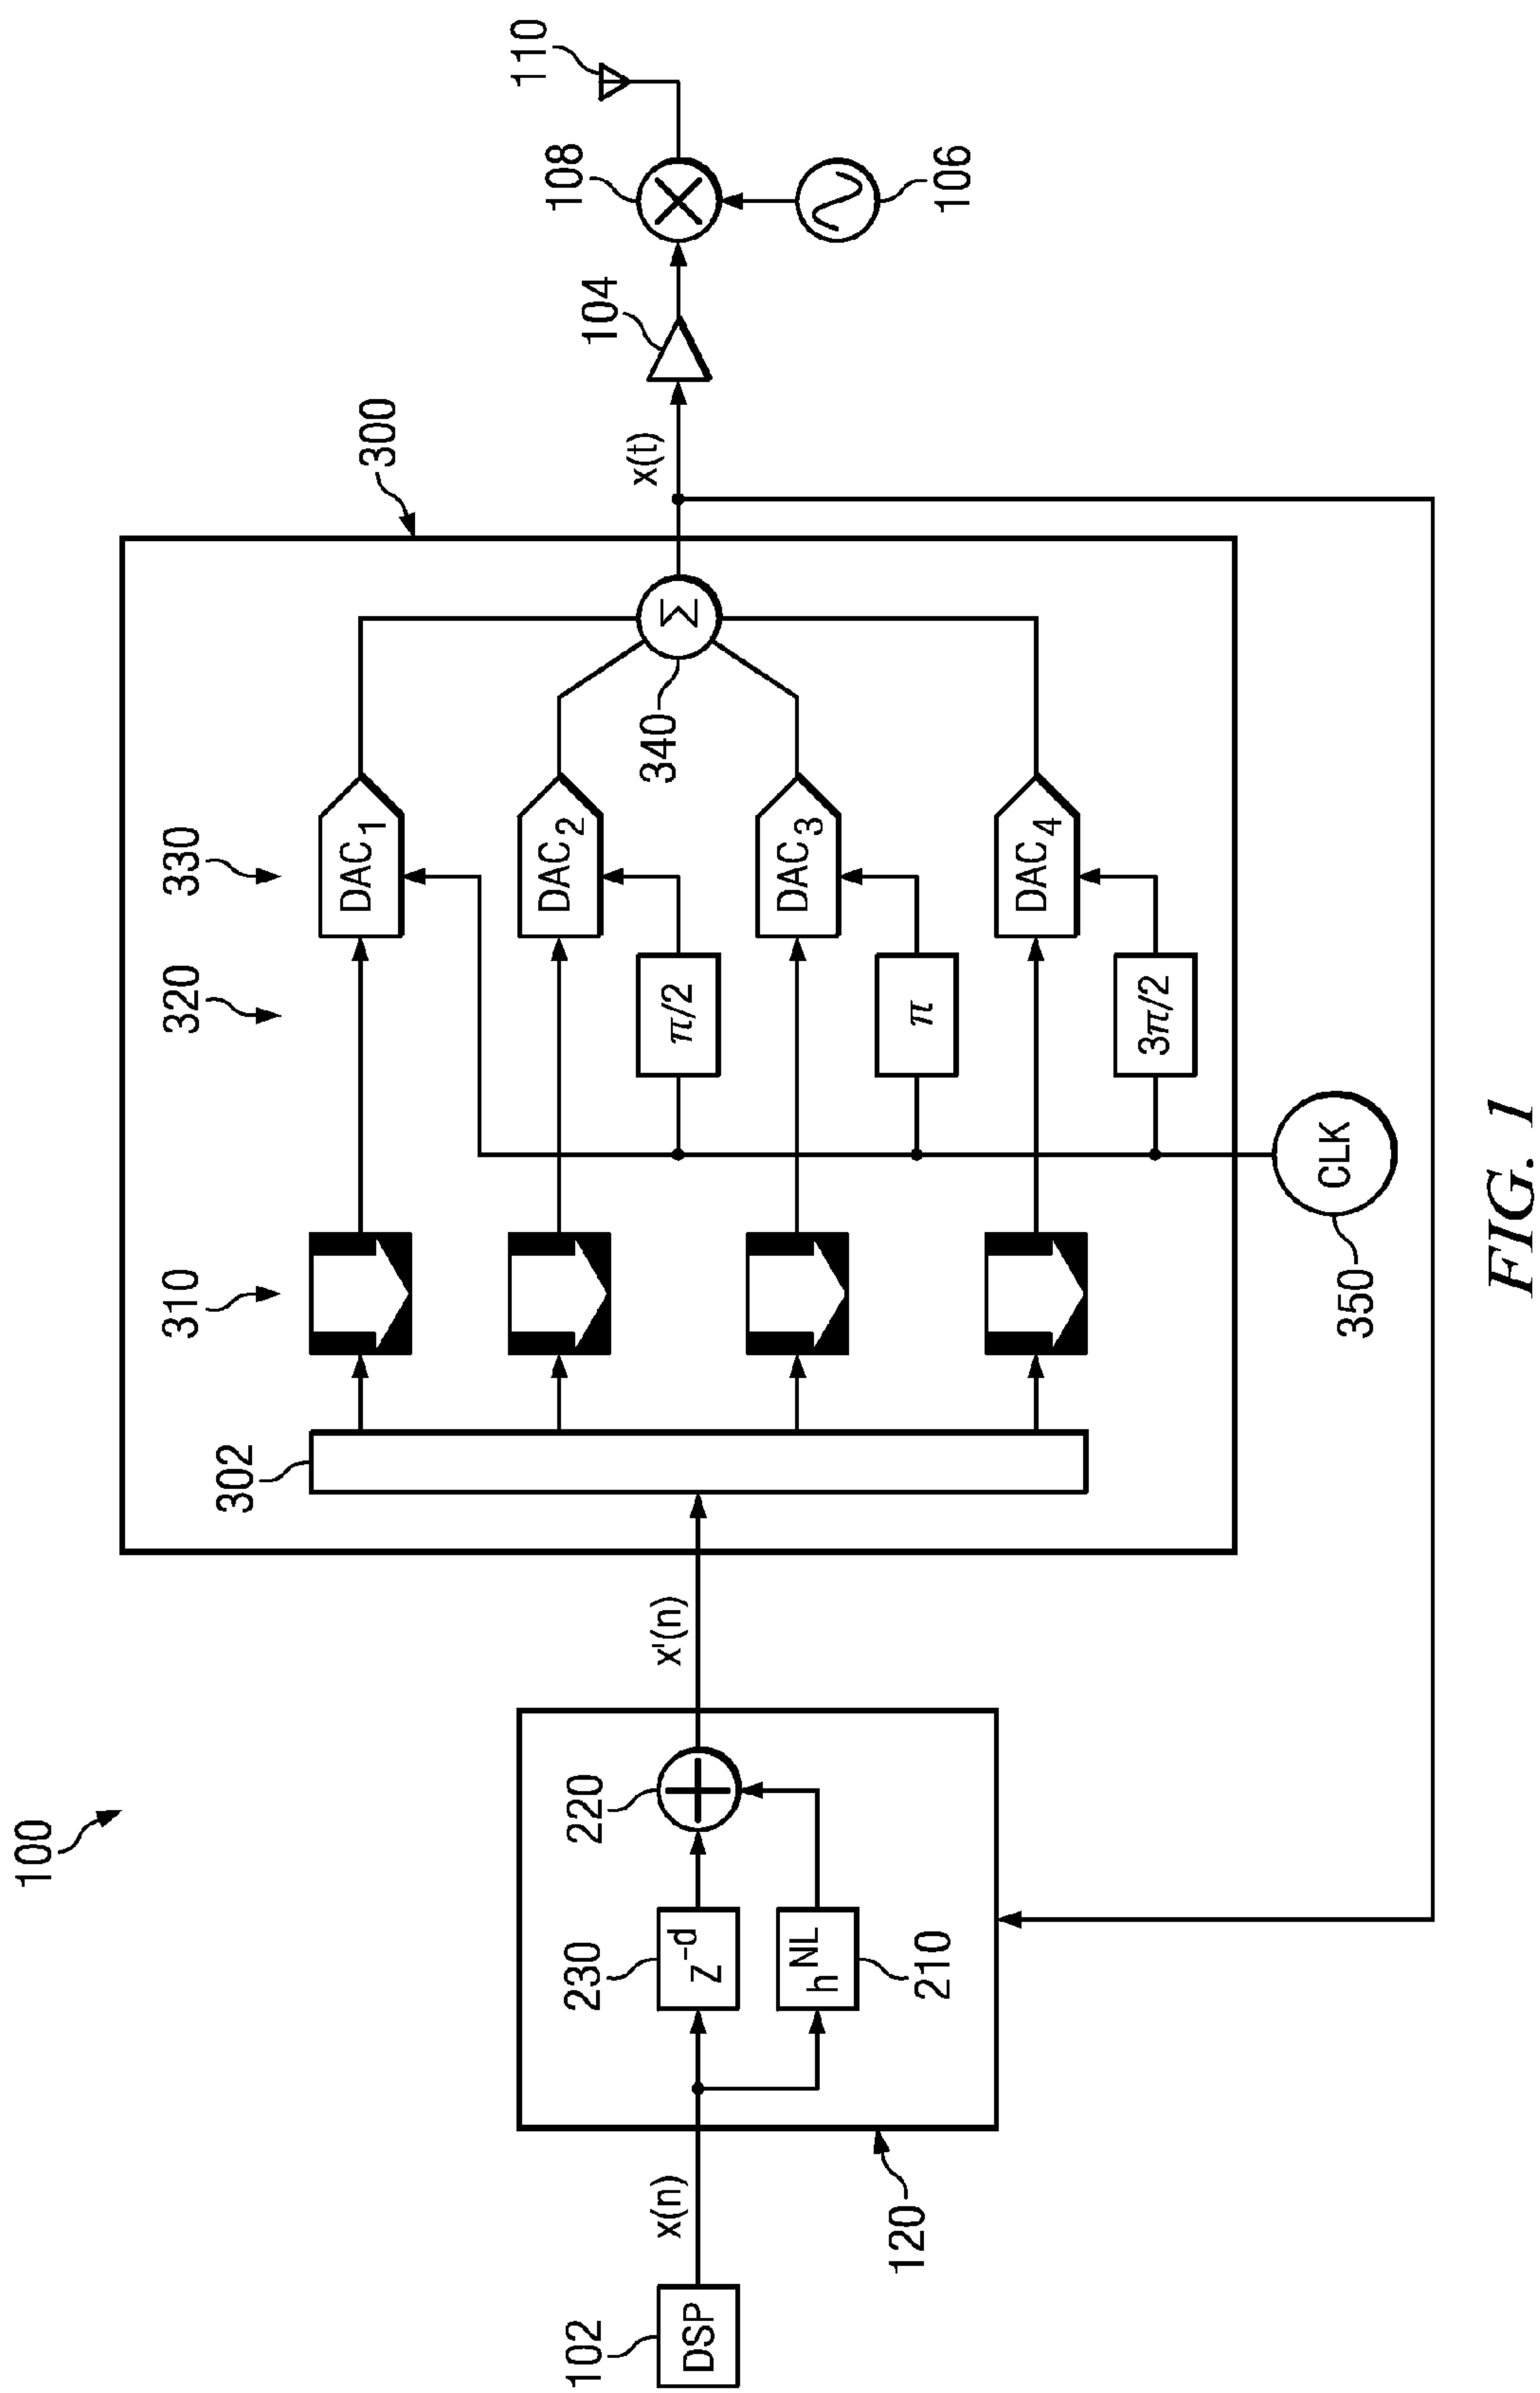 100
102
DSP
x(n)
120
230
z-d
hNL
210
220
x'(n)
300
302
310
320
330
DAC1
DAC2
π/2
DAC3
π
DAC4
3π/2
CLK
350
Σ
340
x(t)
104
108
106
110
FIG. 1